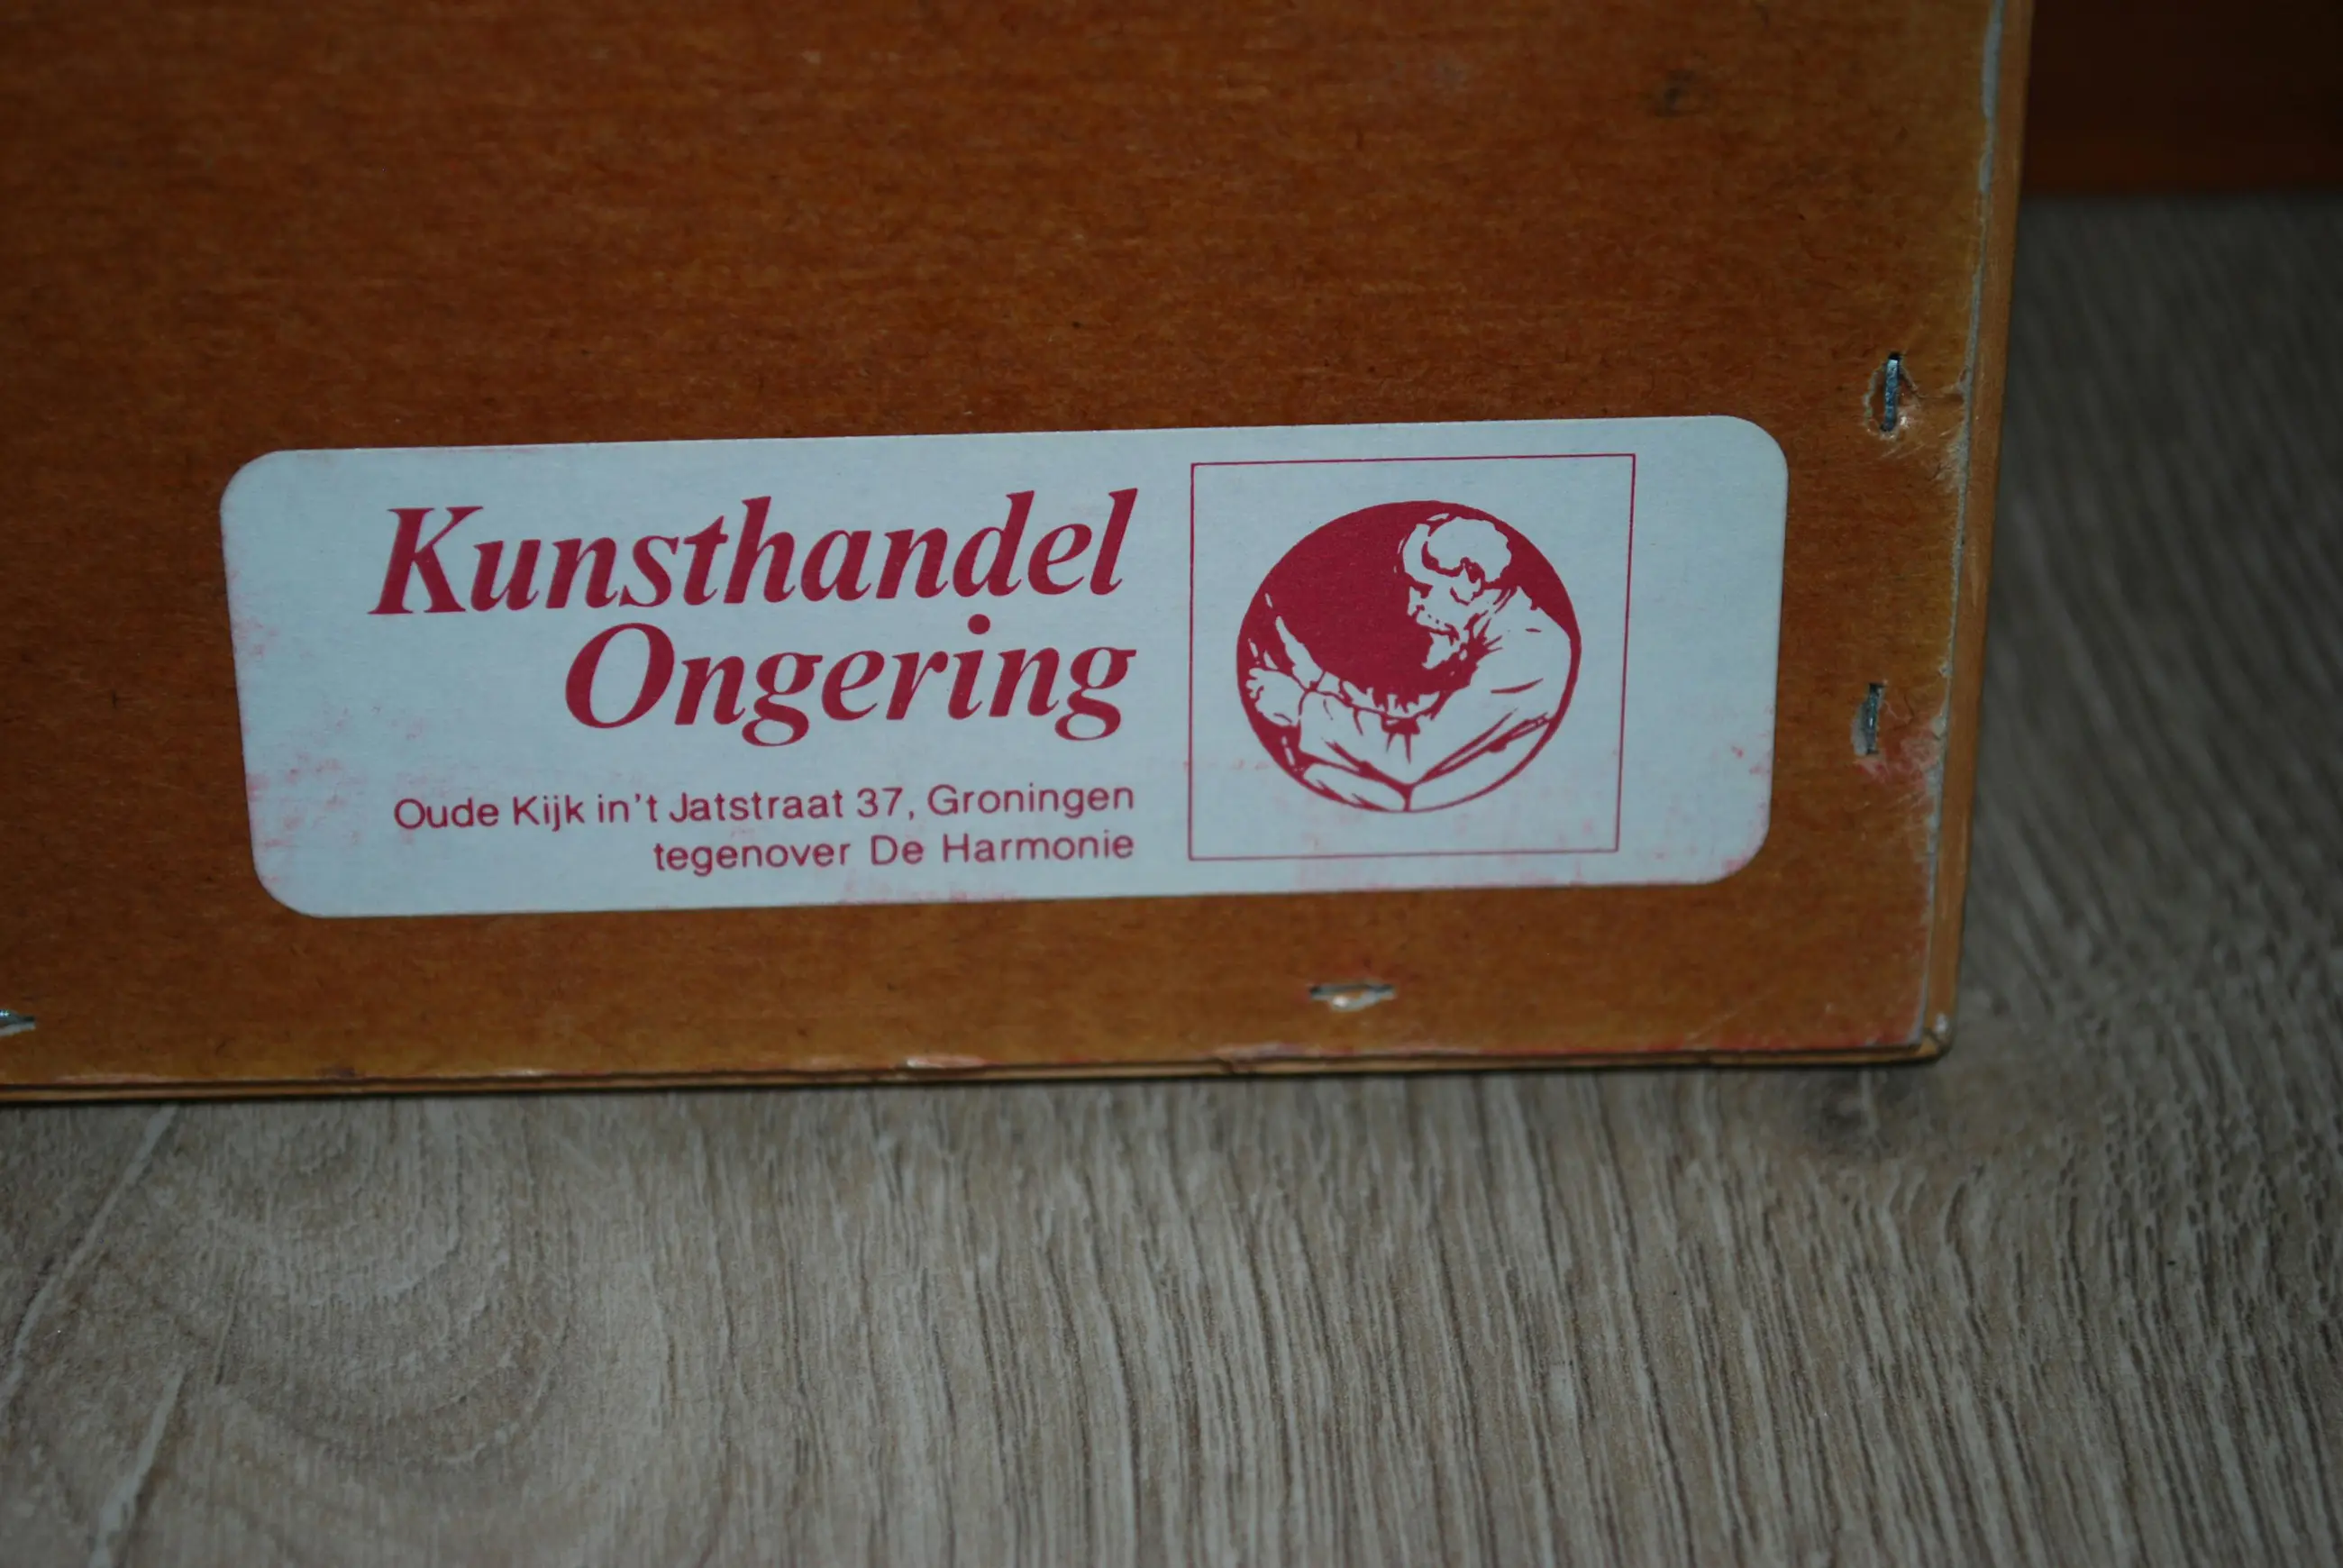 Kunsthandel
Ongering
Oude Kijk in't Jatstraat 37, Groningen
tegenover De Harmonie